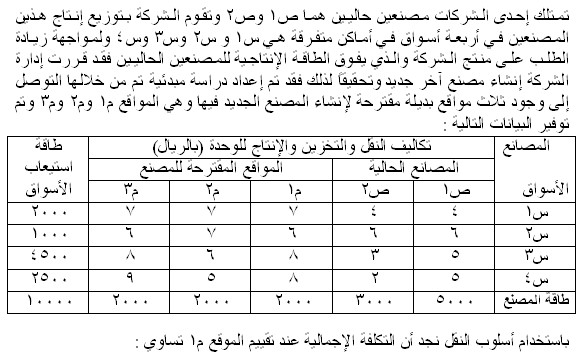 تمتلك إحدى الشركات مصنعين حاليين هما ص١ وص٢ وتقوم الشركة بتوزيع إنتاج هذين
المصنعين في أربعة أسواق في أماكن متفرقة هي س١ و س٢ وس٣ وس٤ ولمواجهة زيادة
الطلب على منتج الشركة والذي يفوق الطاقة الإنتاجية للمصنعين الحاليين فقد قررت إدارة
الشركة إنشاء مصنع آخر جديد وتحقيقاً لذلك فقد تم إعداد دراسة مبدئية تم من خلالها التوصل
إلى وجود ثلاث مواقع بديلة مقترحة لإنشاء المصنع الجديد فيها وهي المواقع م١ وم٢ وم٣ وتم
توفير البيانات التالية :
المصانع تكاليف النقل والتخزين والإنتاج للوحدة (بالريال) طاقة
المصانع الحالية المواقع المقترحة للمصنع استيعاب
الأسواق ص١ ص٢ م١ م٢ م٣ الأسواق
س١ ٤ ٤ ٧ ٧ ٧ ٢٠٠٠
س٢ ٦ ٦ ٦ ٧ ٦ ١٠٠٠
س٣ ٥ ٣ ٨ ٦ ٨ ٤٥٠٠
س٤ ٥ ٢ ٨ ٥ ٩ ٢٥٠٠
طاقة المصنع ٥٠٠٠ ٣٠٠٠ ٢٠٠٠ ٢٠٠٠ ٢٠٠٠ ١٠٠٠٠
باستخدام أسلوب النقل نجد أن التكلفة الإجمالية عند تقييم الموقع م١ تساوي :